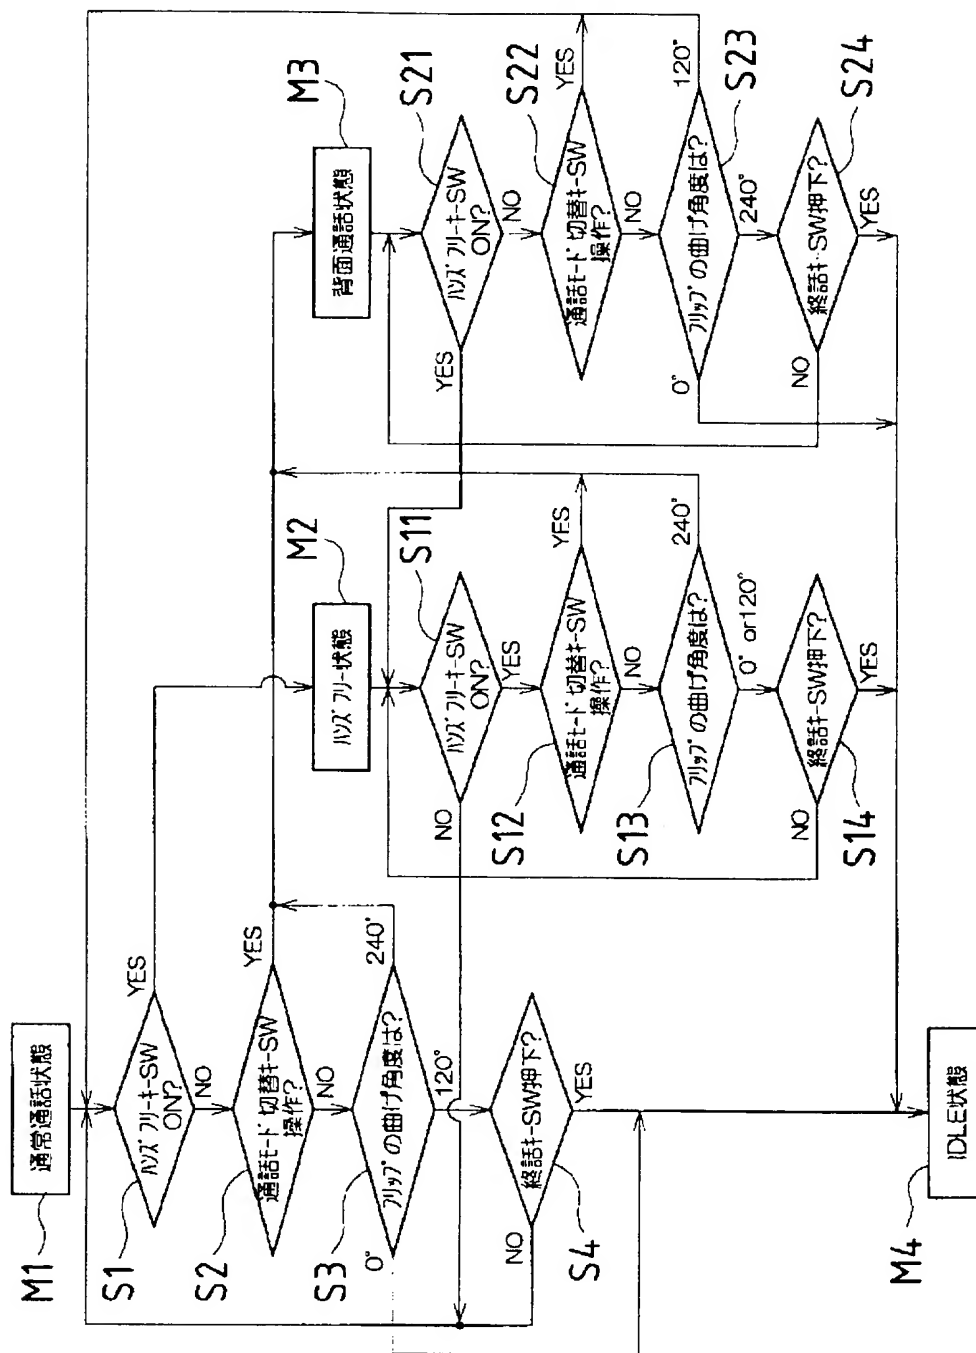 M1
通常通話状態
S1
ﾊﾝｽﾞﾌﾘｰｷｰSW
ON?
YES
NO
S2
通話ﾓｰﾄﾞ切替ｷｰSW
操作?
YES
NO
S3
ﾌﾘｯﾌﾟの曲げ角度は?
0°
240°
120°
S4
終話ｷｰSW押下?
NO
YES
M4
IDLE状態
M2
ﾊﾝｽﾞﾌﾘｰ状態
S11
ﾊﾝｽﾞﾌﾘｰｷｰSW
ON?
NO
YES
S12
通話ﾓｰﾄﾞ切替ｷｰSW
操作?
YES
NO
S13
ﾌﾘｯﾌﾟの曲げ角度は?
240°
0° or120°
S14
終話ｷｰSW押下?
NO
YES
M3
背面通話状態
S21
ﾊﾝｽﾞﾌﾘｰｷｰSW
ON?
YES
NO
S22
通話ﾓｰﾄﾞ切替ｷｰSW
操作?
YES
NO
S23
ﾌﾘｯﾌﾟの曲げ角度は?
0°
120°
240°
S24
終話ｷｰSW押下?
NO
YES